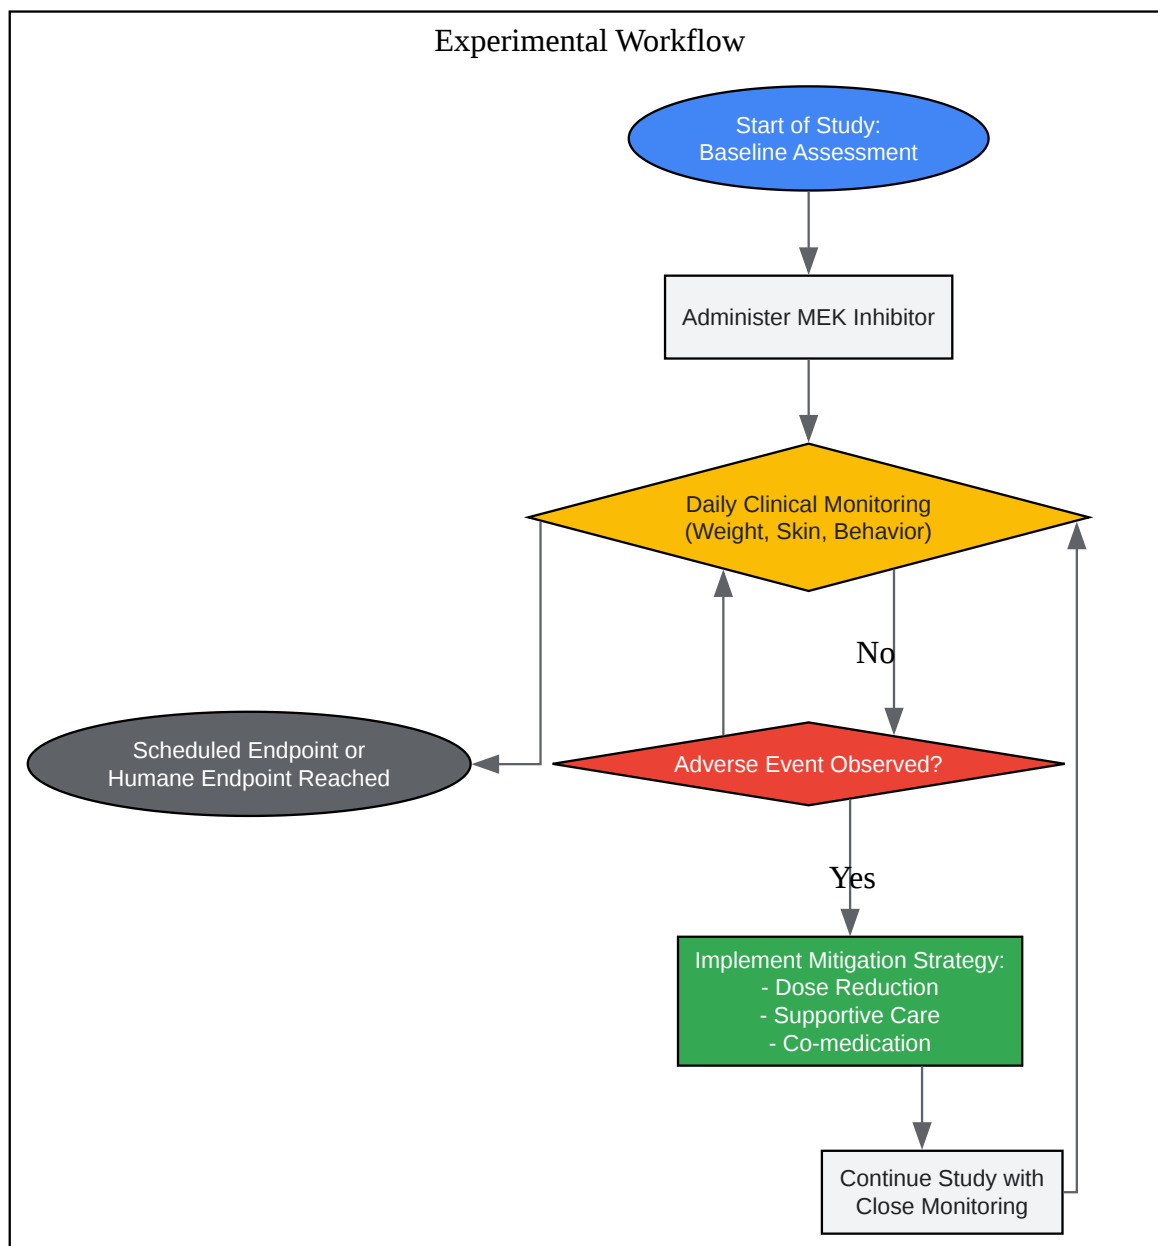 Experimental Workflow
Start of Study:
Baseline Assessment
Administer MEK Inhibitor
Daily Clinical Monitoring
(Weight, Skin, Behavior)
No
Scheduled Endpoint or
Humane Endpoint Reached
Adverse Event Observed?
Yes
Implement Mitigation Strategy:
- Dose Reduction
- Supportive Care
- Co-medication
Continue Study with
Close Monitoring